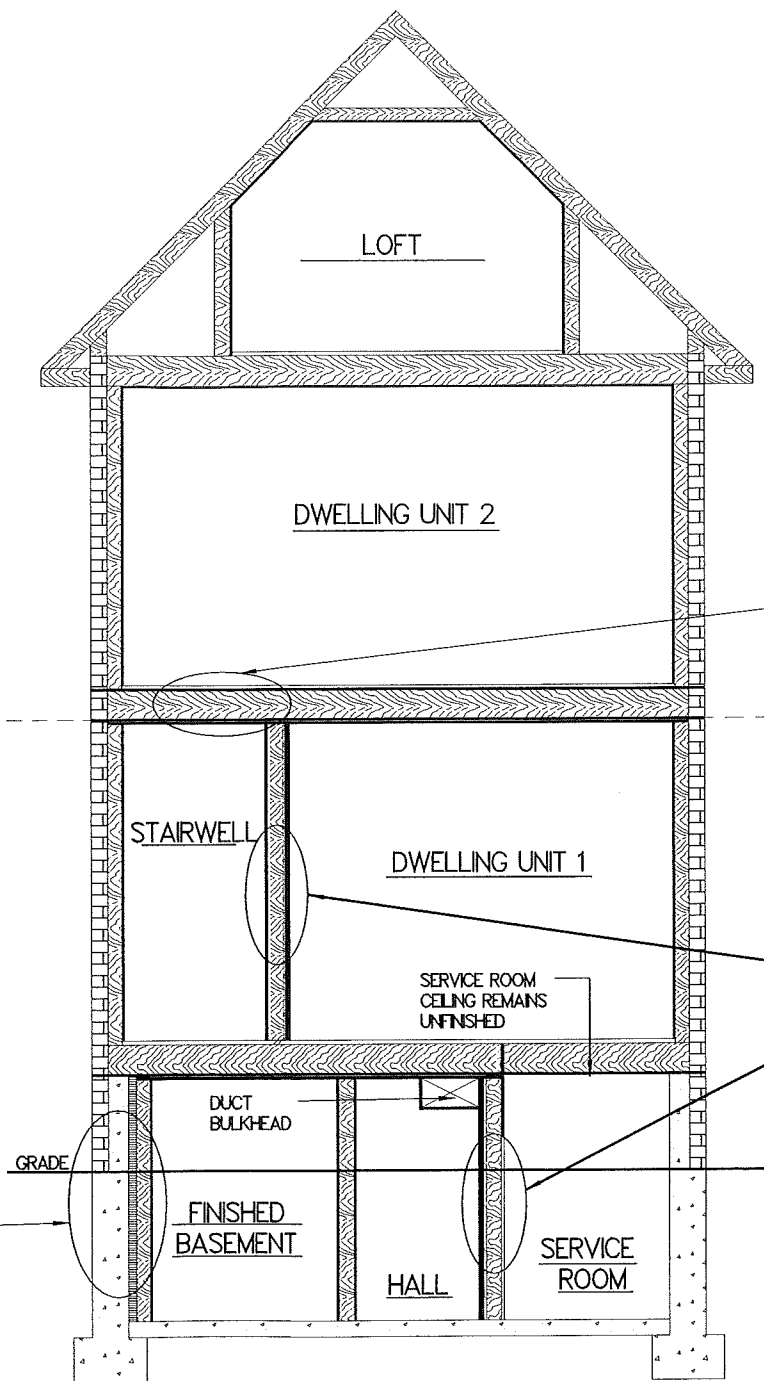 LOFT
DWELLING UNIT 2
STAIRWELL
DWELLING UNIT 1
SERVICE ROOM
CEILING REMAINS
UNFINISHED
DUCT
BULKHEAD
GRADE
FINISHED
BASEMENT
HALL
SERVICE
ROOM